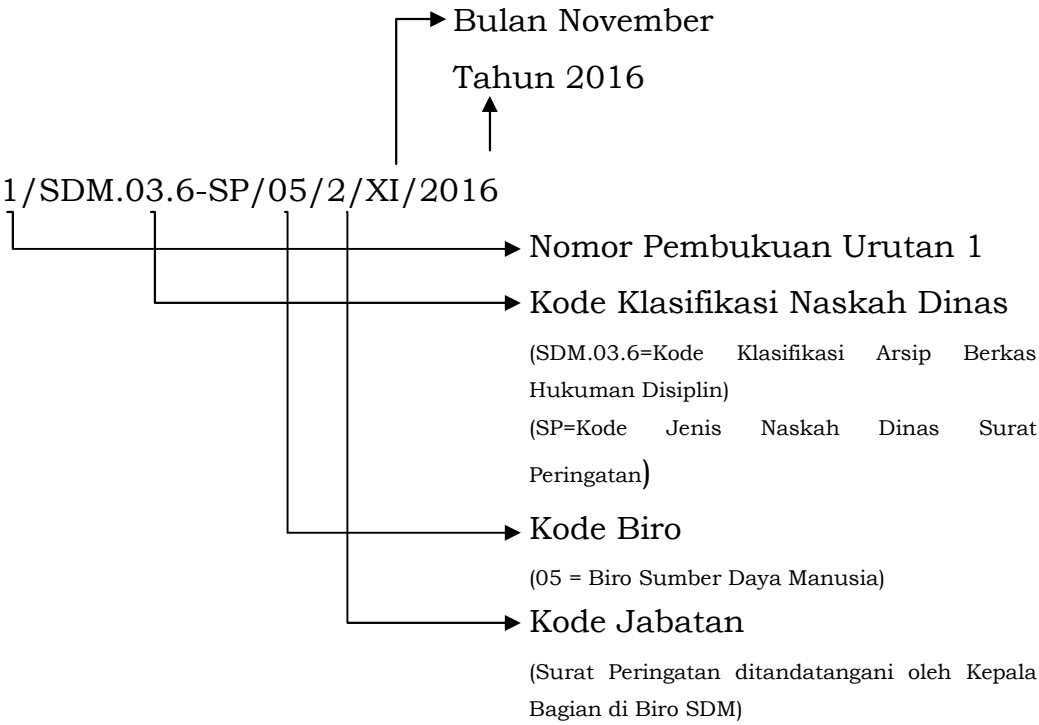 Bulan November
Tahun 2016
1/SDM.03.6-SP/05/2/XI/2016
Nomor Pembukuan Urutan 1
Kode Klasifikasi Naskah Dinas
(SDM.03.6=Kode Klasifikasi Arsip Berkas
Hukuman Disiplin)
(SP=Kode Jenis Naskah Dinas Surat
Peringatan)
Kode Biro
(05 = Biro Sumber Daya Manusia)
Kode Jabatan
(Surat Peringatan ditandatangani oleh Kepala
Bagian di Biro SDM)